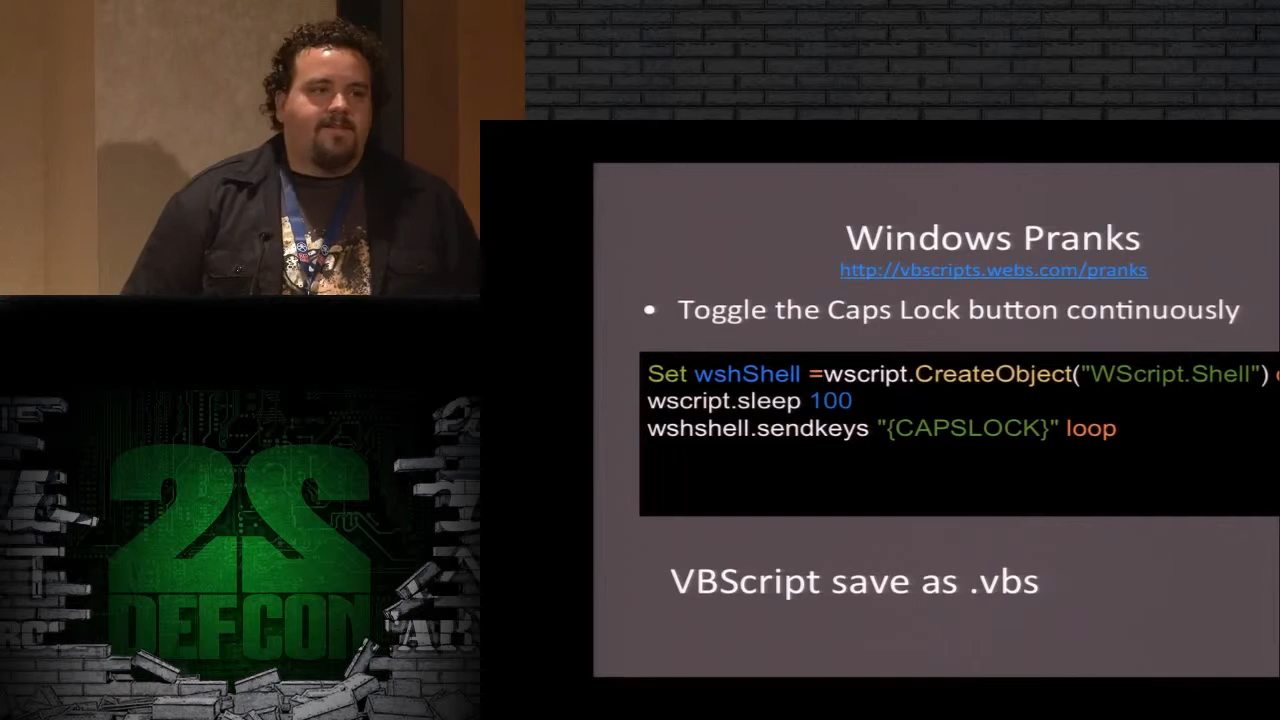 Windows Pranks
http://vbscripts.webs.com/pranks
• Toggle the Caps Lock button continuously
Set wshShell =wscript.CreateObject("WScript.Shell")
wscript.sleep 100
wshshell.sendkeys "{CAPSLOCK}" loop
VBScript save as .vbs
22
DEFCON